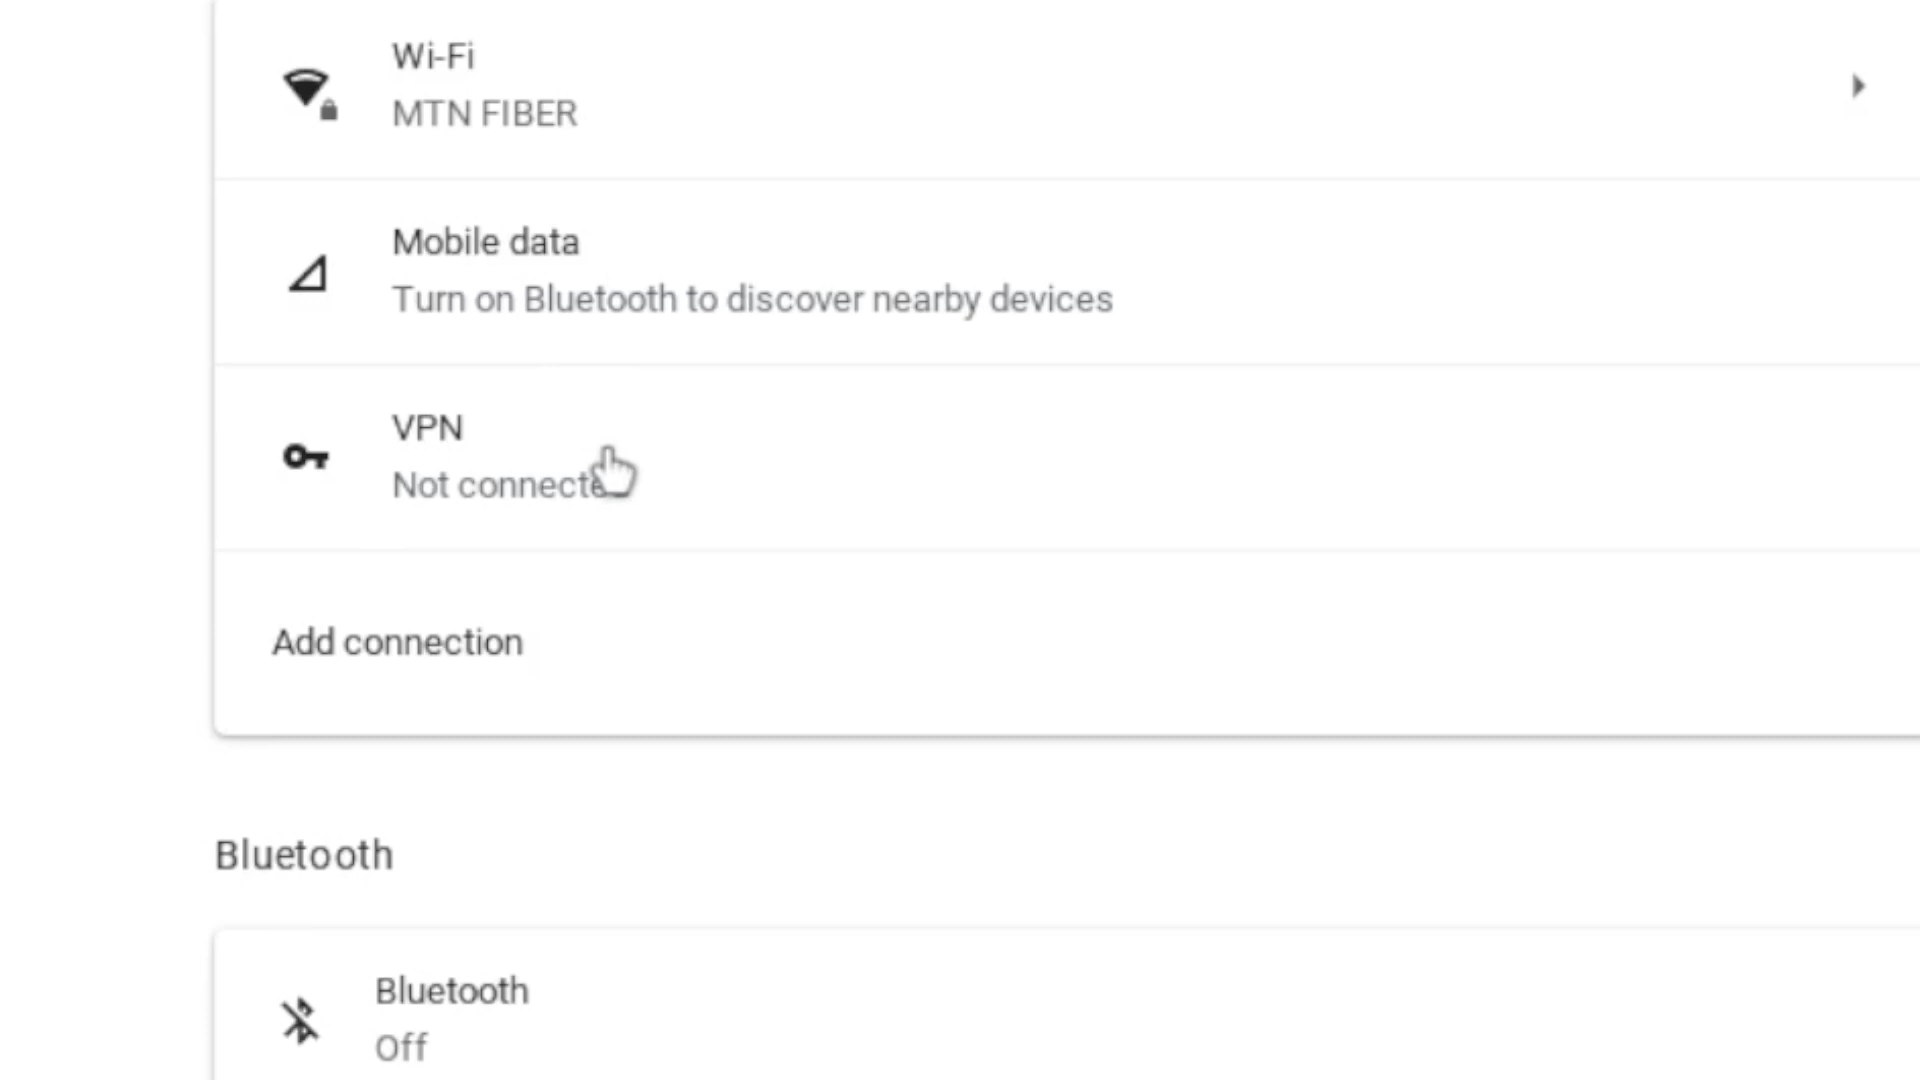 Wi-Fi
MTN FIBER
Mobile data
Turn on Bluetooth to discover nearby devices
VPN
Not connected
Add connection
Bluetooth
Bluetooth
Off